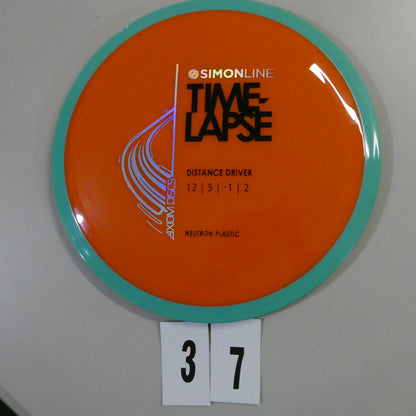 SIMONLINE
TIME-
LAPSE
DISTANCE DRIVER
12 | 5 | -1 | 2
NEUTRON PLASTIC
AXIOM DISCS
3 7